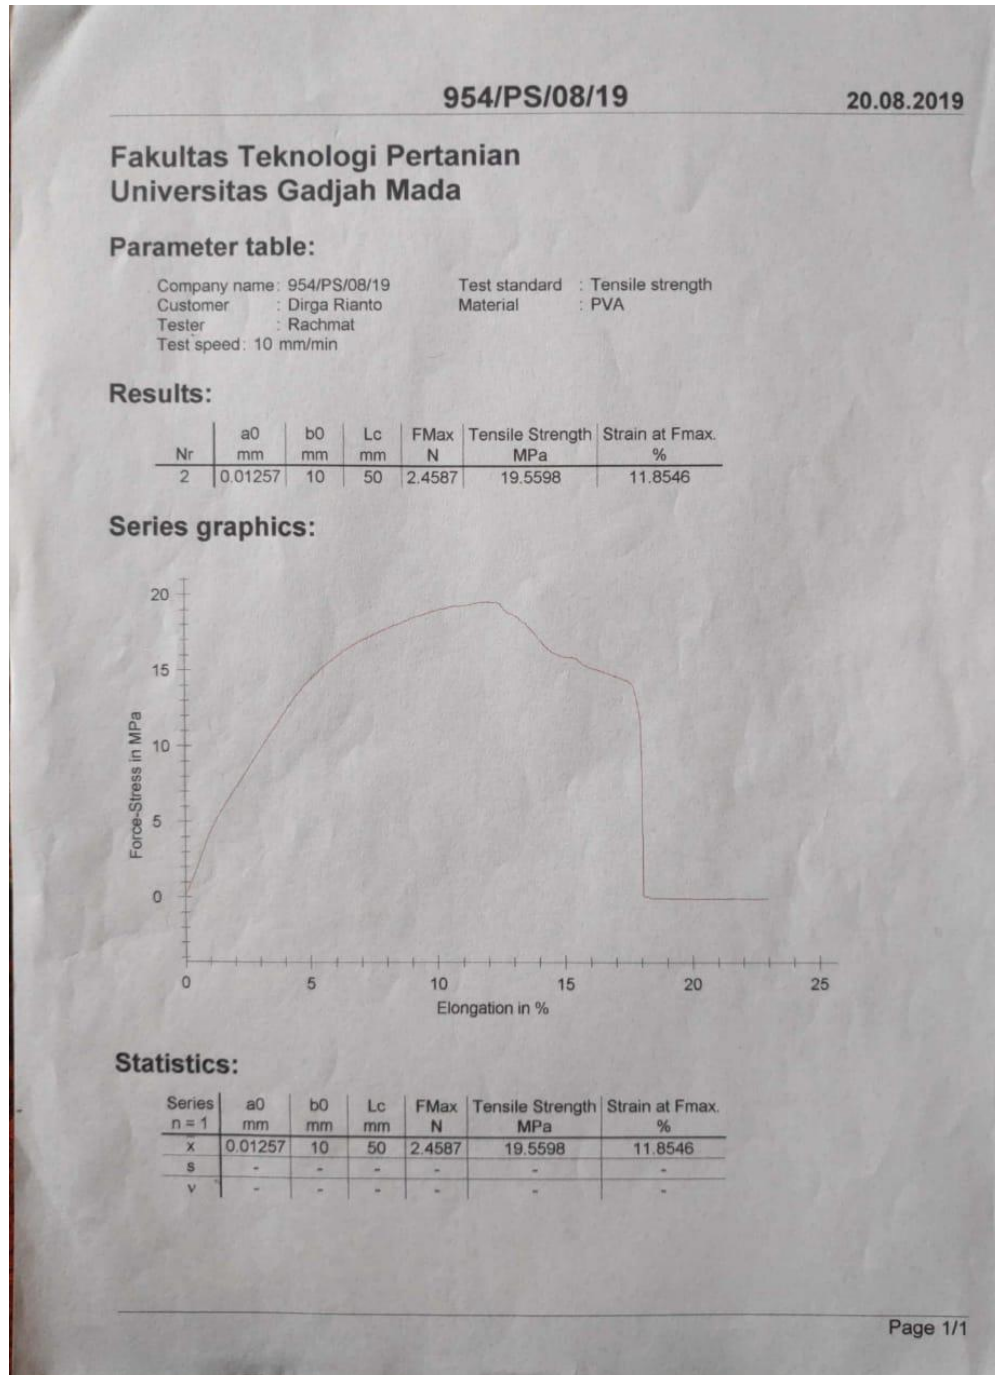 954/PS/08/19 20.08.2019
Fakultas Teknologi Pertanian
Universitas Gadjah Mada
Parameter table:
Company name: 954/PS/08/19 Test standard : Tensile strength
Customer : Dirga Rianto Material : PVA
Tester : Rachmat
Test speed: 10 mm/min
Results:
a0 b0 Lc FMax Tensile Strength Strain at Fmax.
Nr mm mm mm N MPa %
2 0.01257 10 50 2.4587 19.5598 11.8546
Series graphics:
20
15
10
5
0
Force-Stress in MPa
0 5 10 15 20 25
Elongation in %
Statistics:
Series a0 b0 Lc FMax Tensile Strength Strain at Fmax.
n = 1 mm mm mm N MPa %
x 0.01257 10 50 2.4587 19.5598 11.8546
s - - - - - -
v - - - - - -
Page 1/1